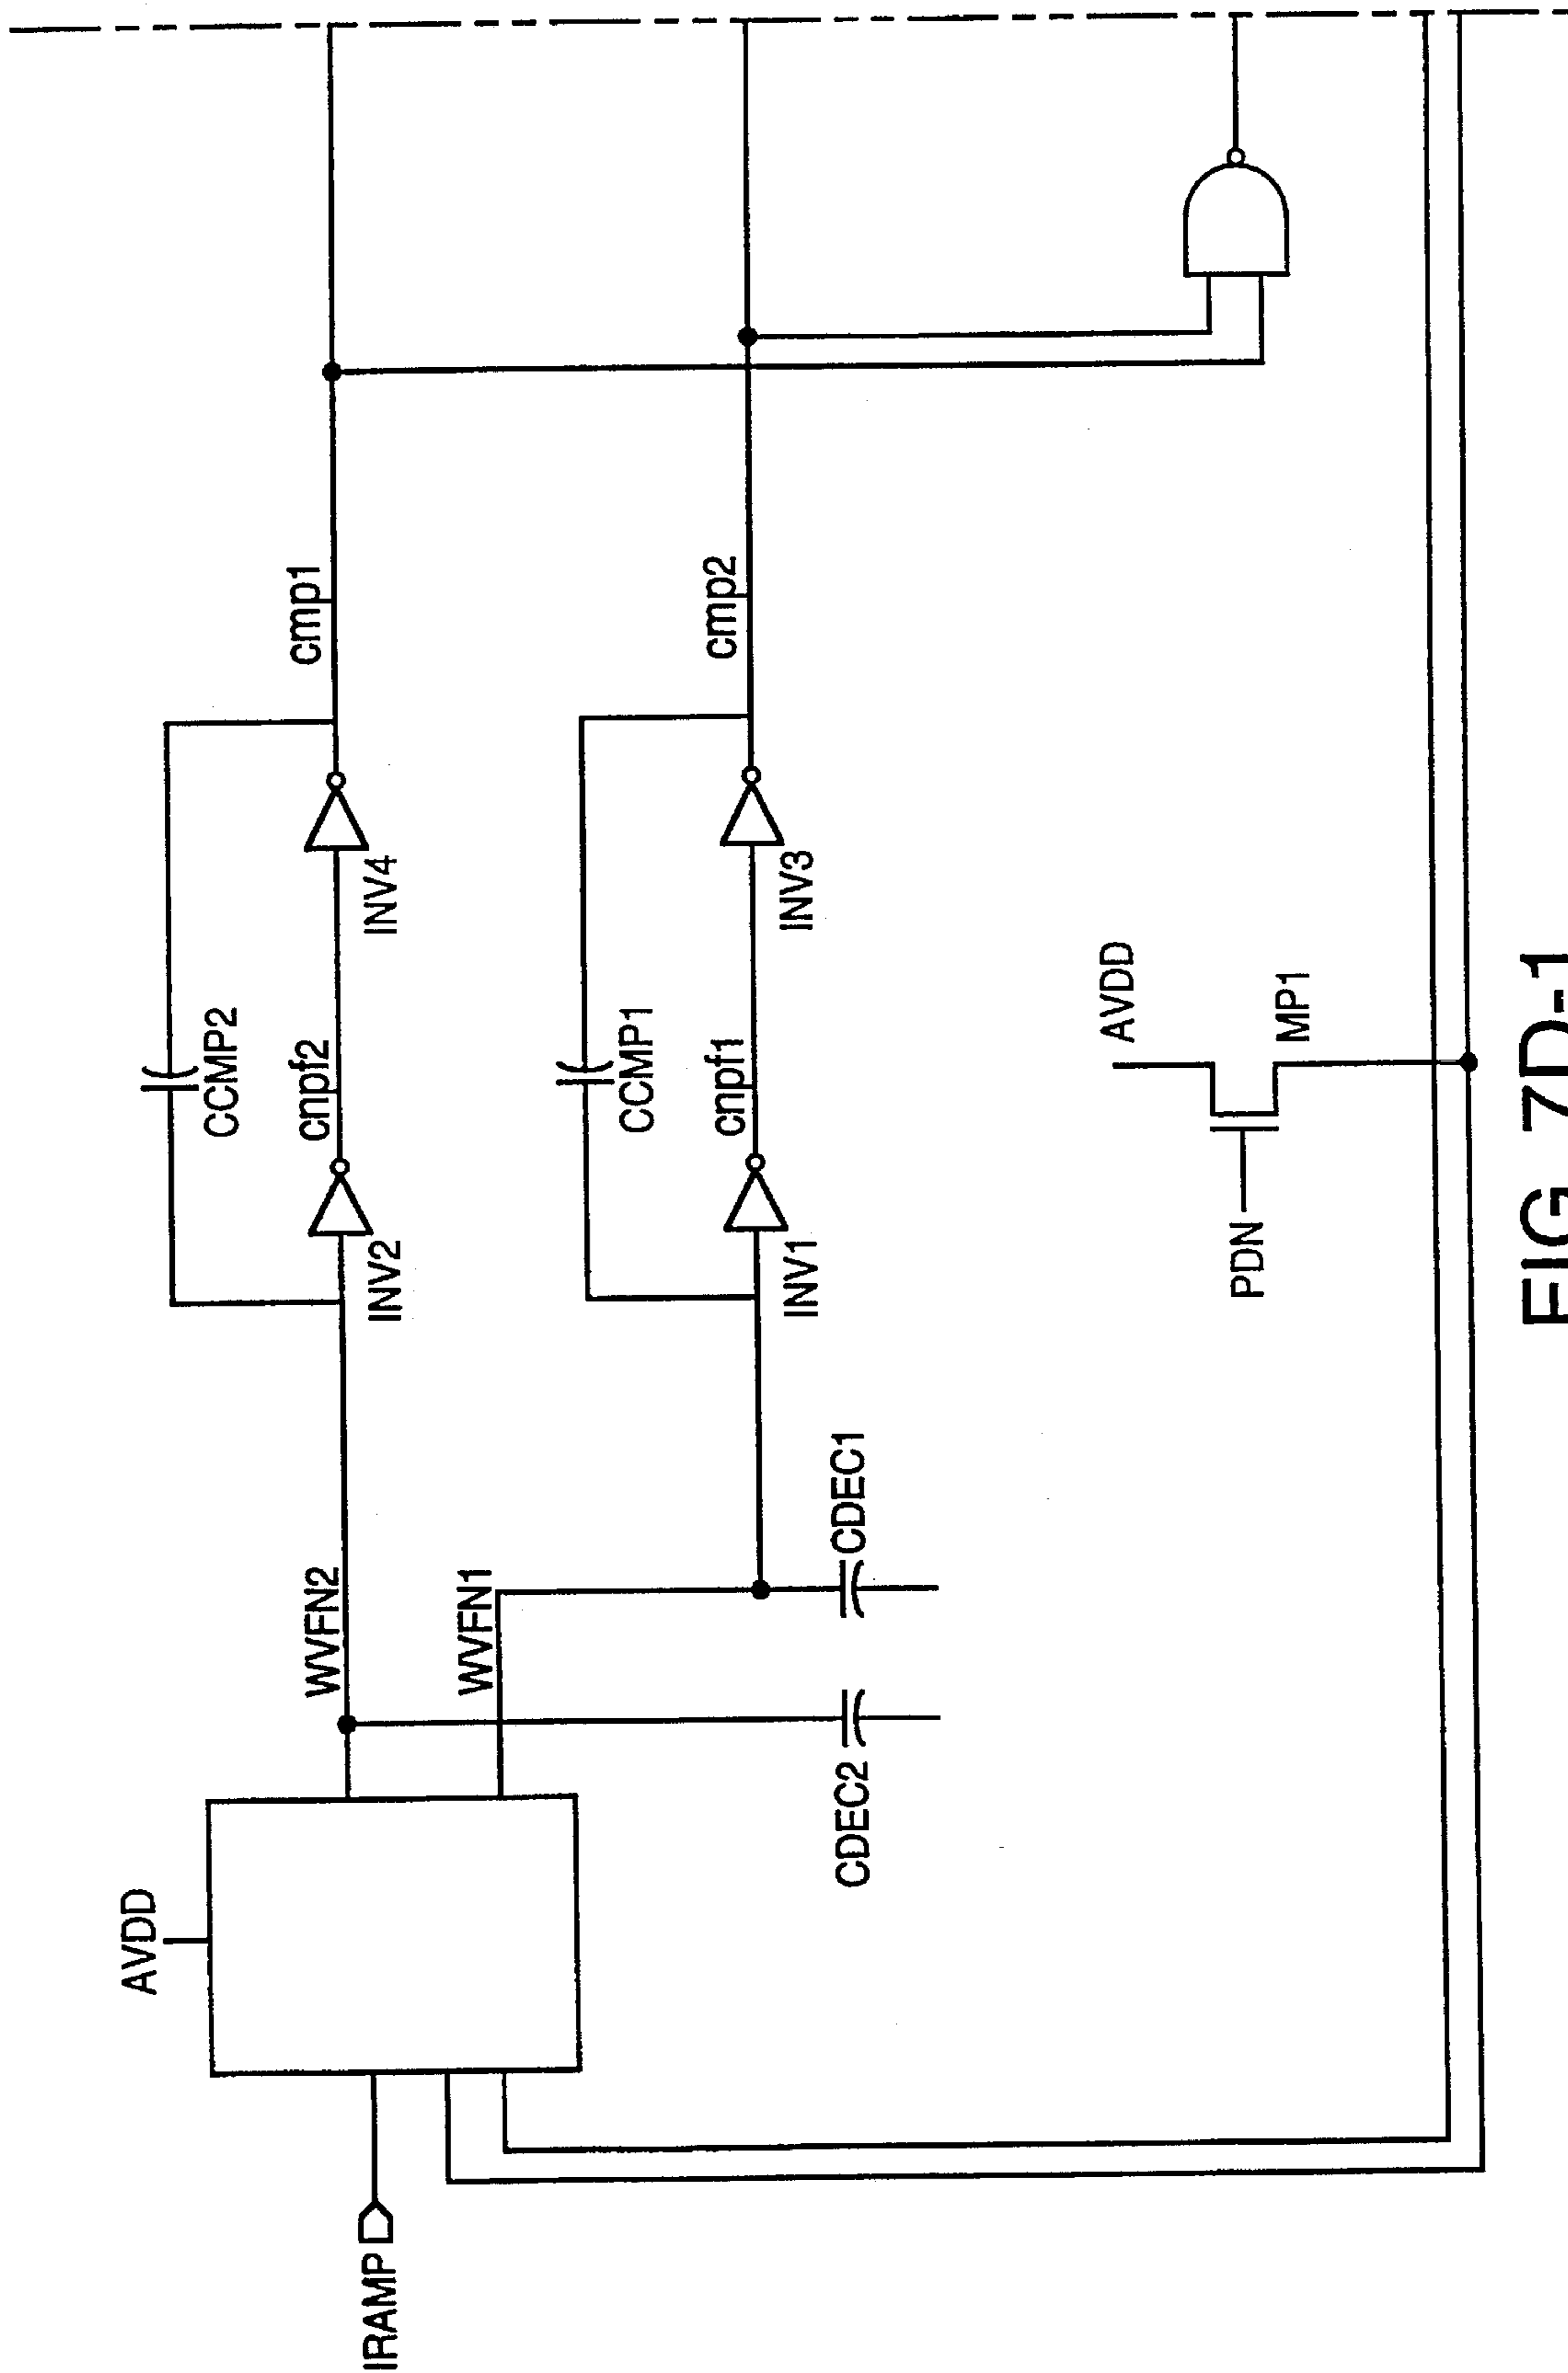 AVDD
IRAMP
WVFN2
WVFN1
CDEC2
CDEC1
CCMP2
INV2
cnpf2
INV4
cmp1
CCMP1
INV1
cnpf1
INV3
cmp2
AVDD
PDN
MP1
FIG. 7D-1